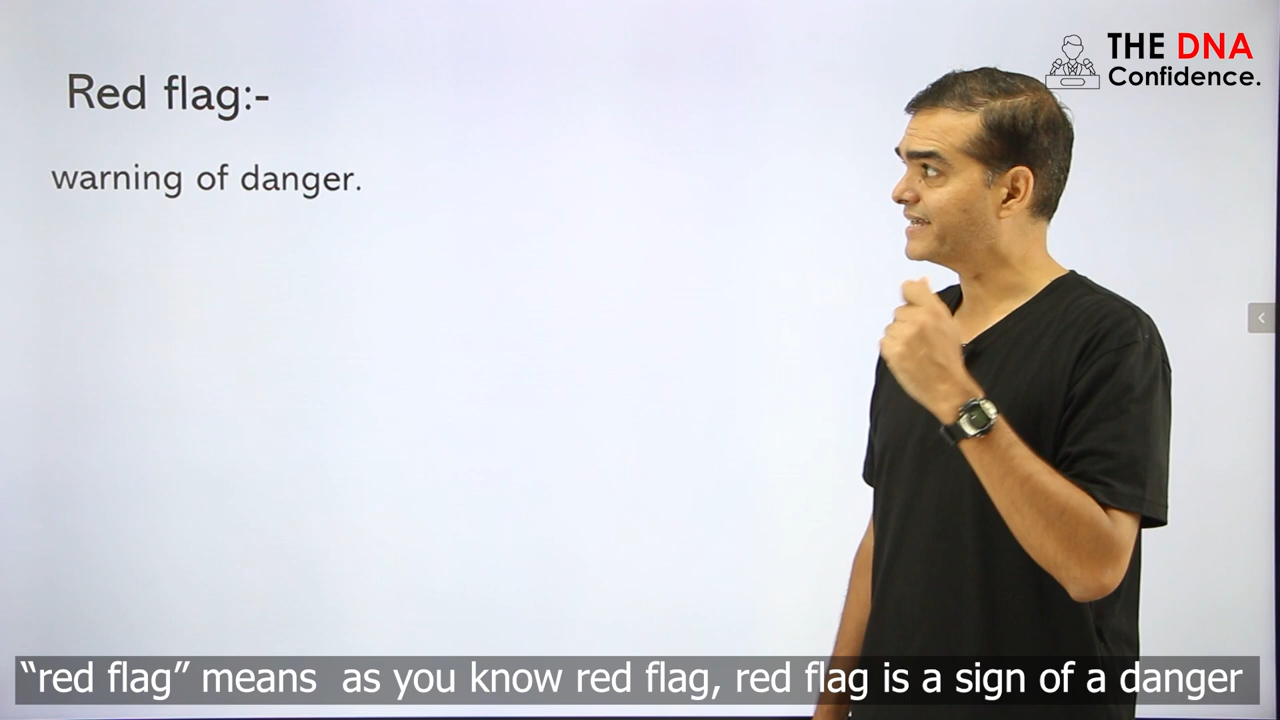 THE DNA
Confidence.
Red flag:-
warning of danger.
“red flag” means  as you know red flag, red flag is a sign of a danger